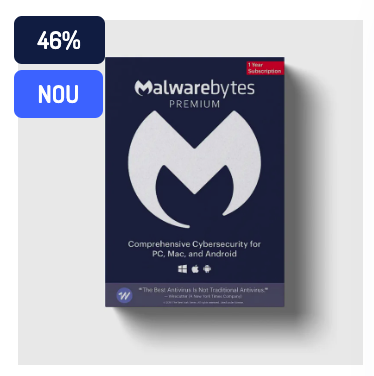 46%
NOU
1 Year
Subscription
Malwarebytes
PREMIUM
Comprehensive Cybersecurity for
PC, Mac, and Android
"The Best Antivirus Is Not Traditional Antivirus."